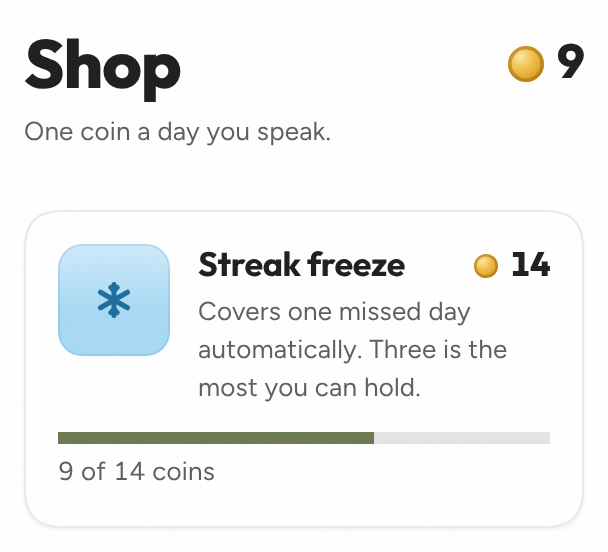 Shop
9
One coin a day you speak.
Streak freeze
14
Covers one missed day
automatically. Three is the
most you can hold.
9 of 14 coins